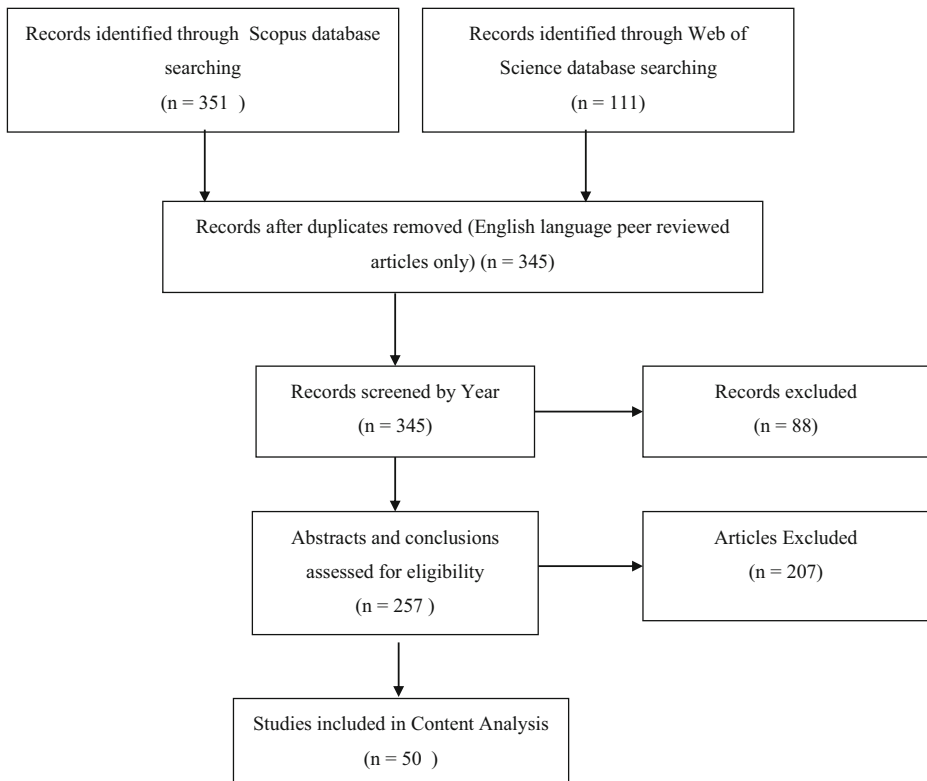 Records identified through Scopus database
searching
(n = 351 )
Records identified through Web of
Science database searching
(n = 111)
Records after duplicates removed (English language peer reviewed
articles only) (n = 345)
Records screened by Year
(n = 345)
Records excluded
(n = 88)
Abstracts and conclusions
assessed for eligibility
(n = 257 )
Articles Excluded
(n = 207)
Studies included in Content Analysis
(n = 50 )